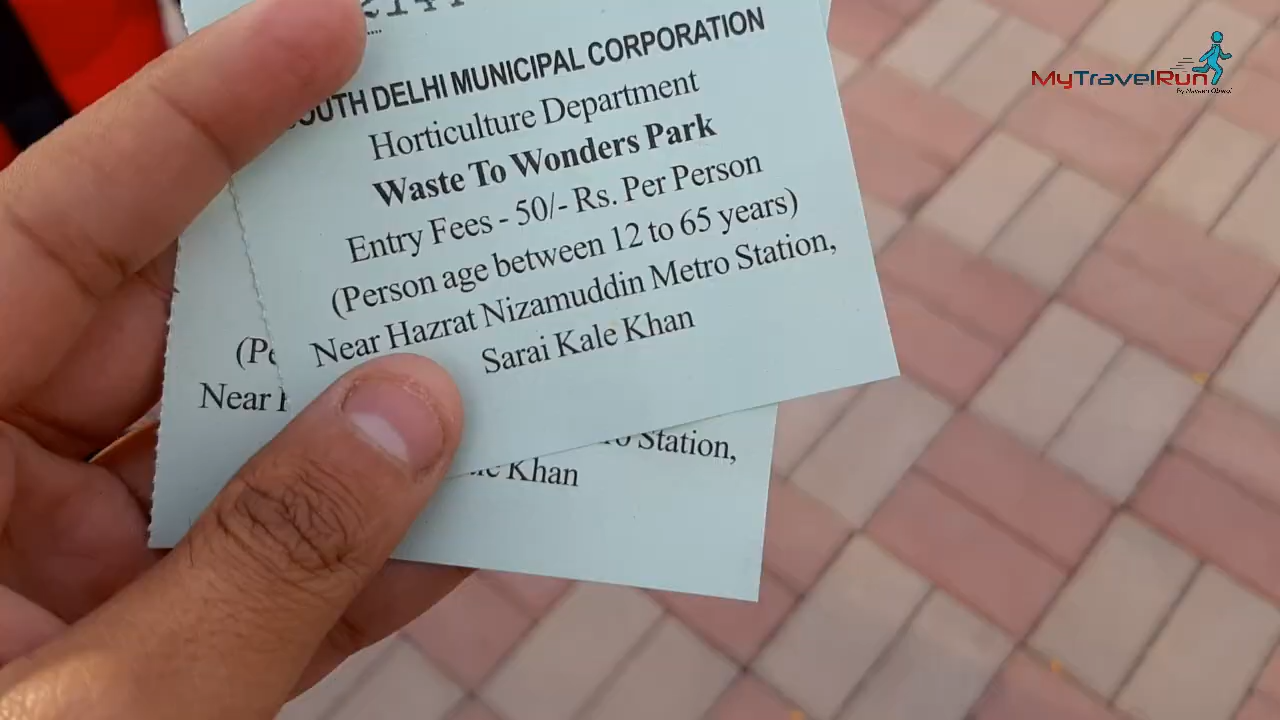 SOUTH DELHI MUNICIPAL CORPORATION
Horticulture Department
Waste To Wonders Park
Entry Fees - 50/- Rs. Per Person
(Person age between 12 to 65 years)
Near Hazrat Nizamuddin Metro Station,
Sarai Kale Khan
Near
Station,
Khan
MyTravelRun